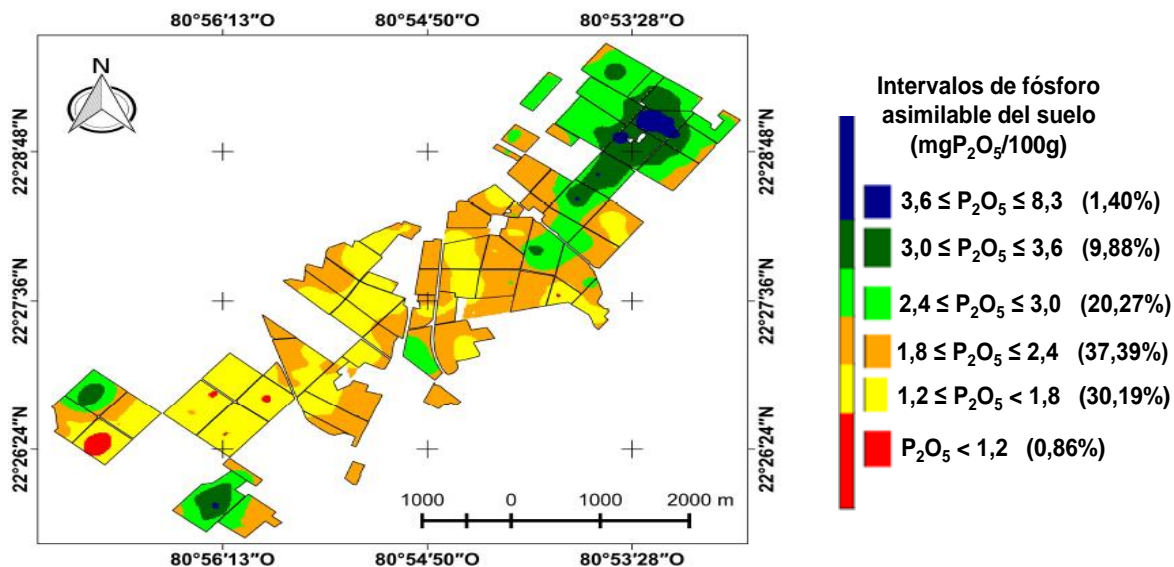 80°56'13"O 80°54'50"O 80°53'28"O
N
22°28'48"N 22°28'48"N
22°27'36"N 22°27'36"N
22°26'24"N 22°26'24"N
1000 0 1000 2000 m
80°56'13"O 80°54'50"O 80°53'28"O
Intervalos de fósforo
asimilable del suelo
(mgP₂O₅/100g)
3,6 ≤ P₂O₅ ≤ 8,3 (1,40%)
3,0 ≤ P₂O₅ ≤ 3,6 (9,88%)
2,4 ≤ P₂O₅ ≤ 3,0 (20,27%)
1,8 ≤ P₂O₅ ≤ 2,4 (37,39%)
1,2 ≤ P₂O₅ < 1,8 (30,19%)
P₂O₅ < 1,2 (0,86%)